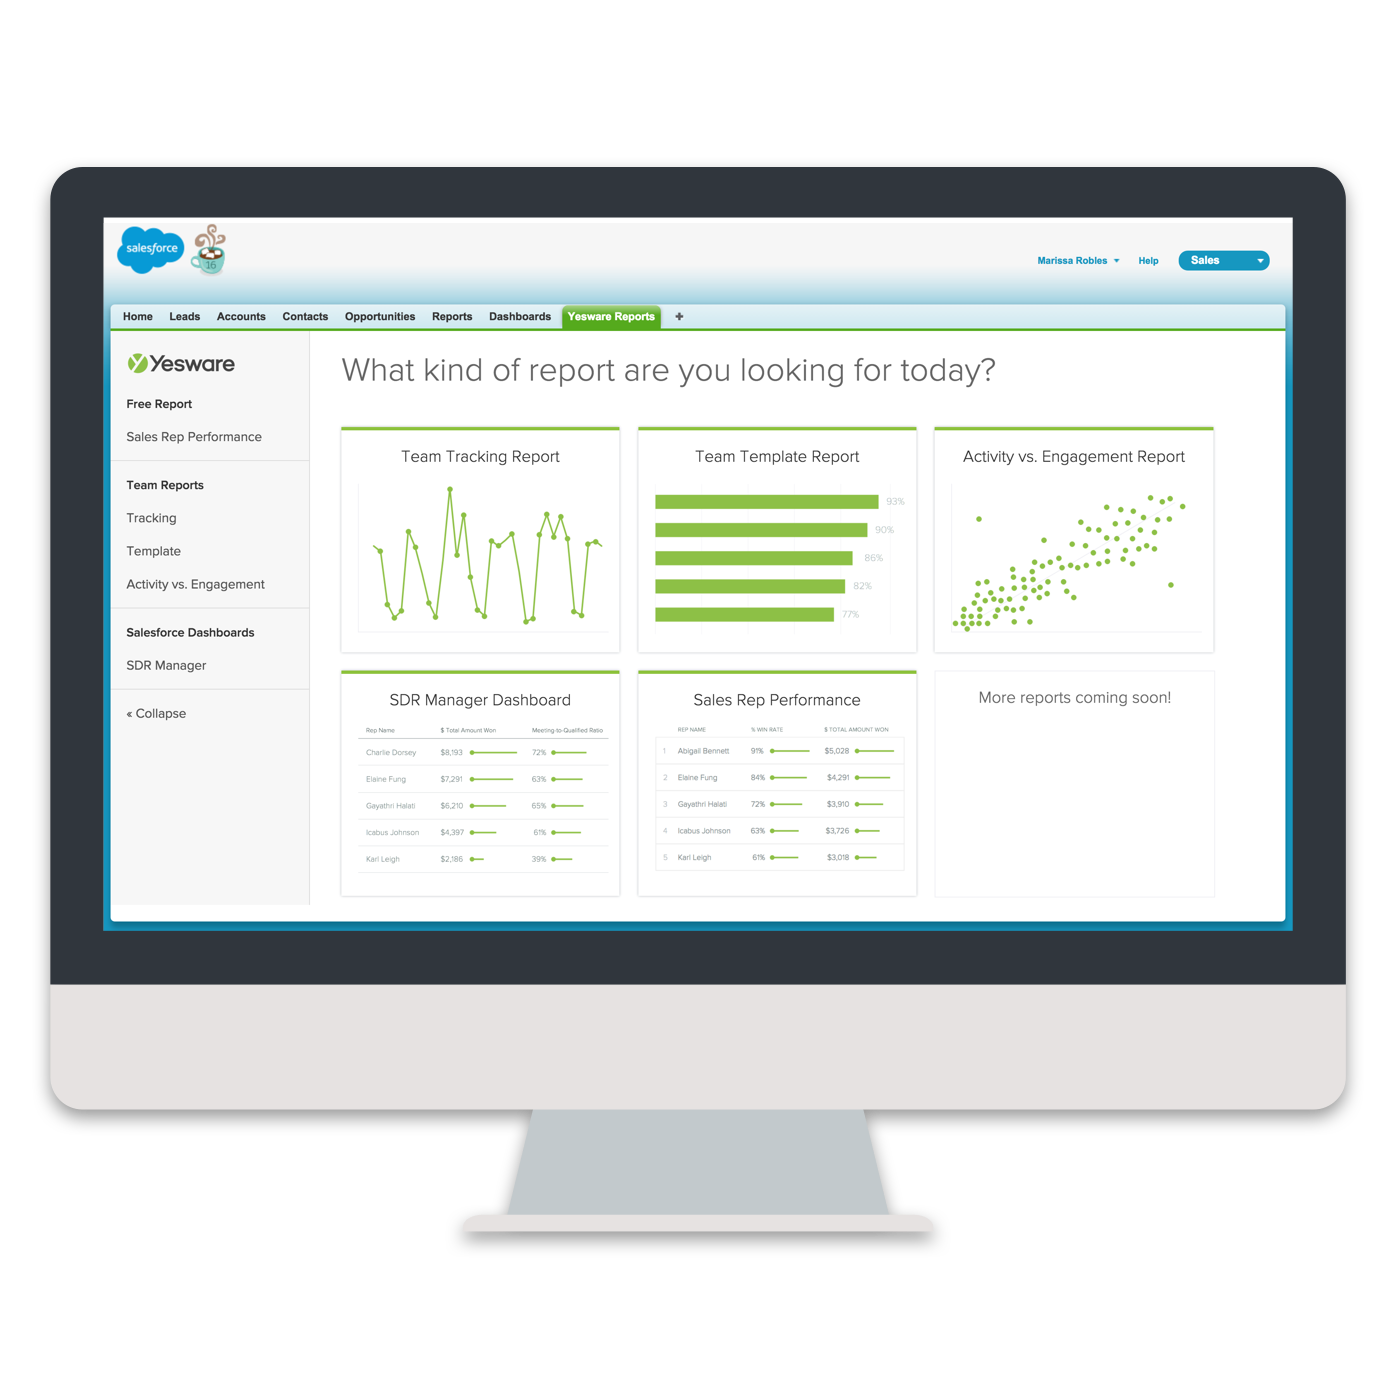 salesforce
16
Marissa Robles Help Sales
Home Leads Accounts Contacts Opportunities Reports Dashboards Yesware Reports +
Yesware
Free Report
Sales Rep Performance
Team Reports
Tracking
Template
Activity vs. Engagement
Salesforce Dashboards
SDR Manager
« Collapse
What kind of report are you looking for today?
Team Tracking Report
Team Template Report
93%
90%
86%
82%
77%
Activity vs. Engagement Report
SDR Manager Dashboard
Rep Name $ Total Amount Won Meeting-to-Qualified Ratio
Charlie Dorsey $8,193 72%
Elaine Fung $7,291 63%
Gayathri Halati $6,210 65%
Icabus Johnson $4,397 61%
Karl Leigh $2,186 39%
Sales Rep Performance
REP NAME % WIN RATE $ TOTAL AMOUNT WON
1 Abigail Bennett 91% $5,028
2 Elaine Fung 84% $4,291
3 Gayathri Halati 72% $3,910
4 Icabus Johnson 63% $3,726
5 Karl Leigh 61% $3,018
More reports coming soon!